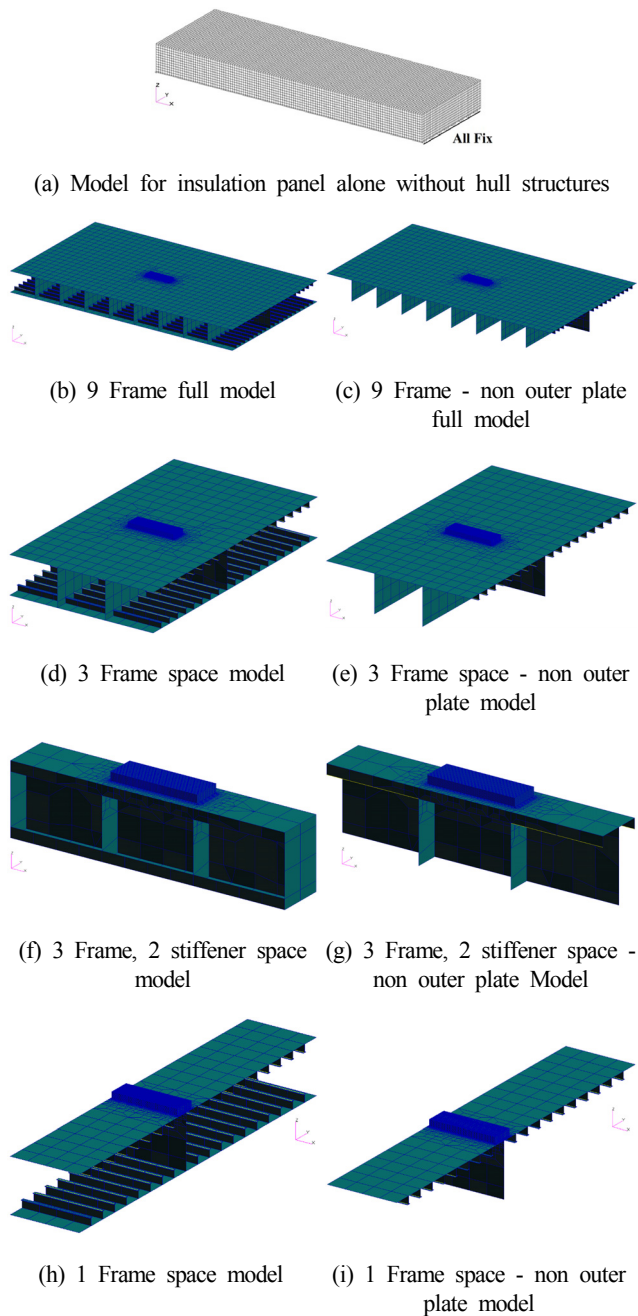 Z
Y
X
All Fix
(a) Model for insulation panel alone without hull structures
(b) 9 Frame full model
(c) 9 Frame - non outer plate
full model
(d) 3 Frame space model
(e) 3 Frame space - non outer
plate model
(f) 3 Frame, 2 stiffener space
model
(g) 3 Frame, 2 stiffener space -
non outer plate Model
(h) 1 Frame space model
(i) 1 Frame space - non outer
plate model